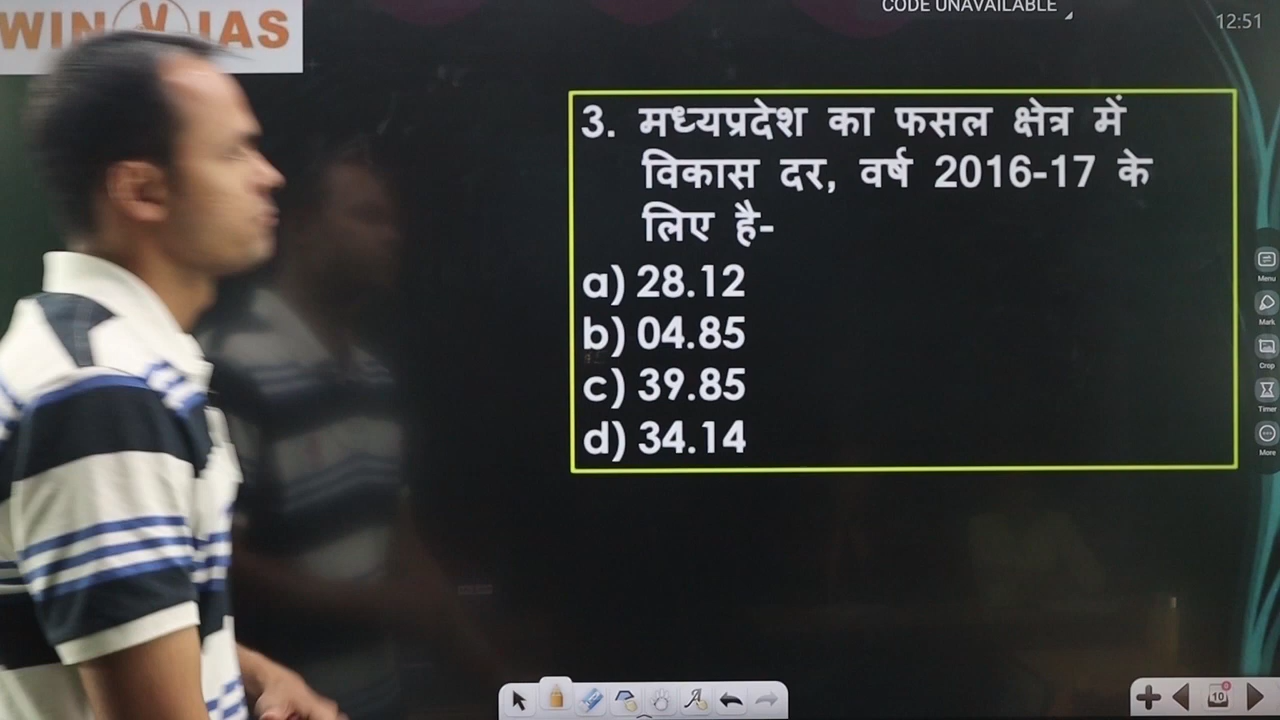 WIN IAS
CODE UNAVAILABLE
12:51
3. मध्यप्रदेश का फसल क्षेत्र में
विकास दर, वर्ष 2016-17 के
लिए है-
a) 28.12
b) 04.85
c) 39.85
d) 34.14
Menu
Mark
Crop
Timer
More
10